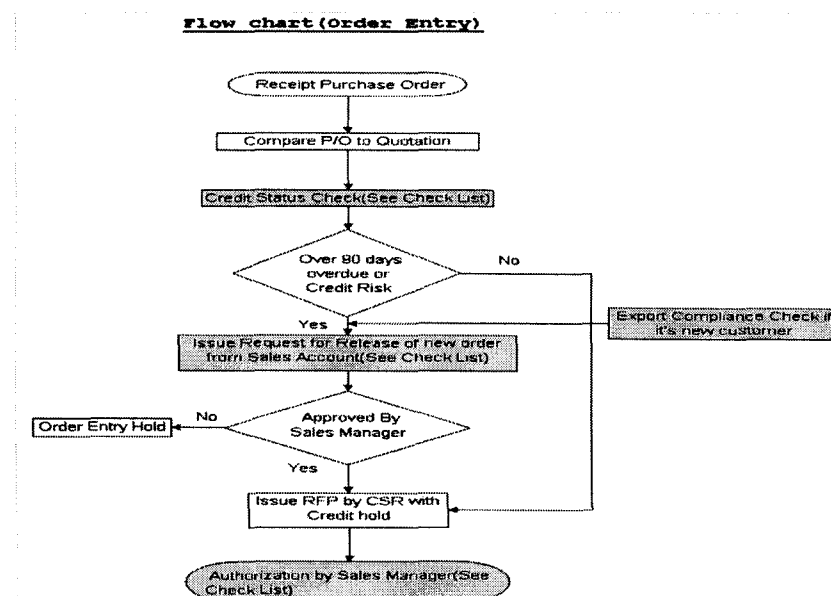 Flow chart(Order Entry)
Receipt Purchase Order
Compare P/O to Quotation
Credit Status Check(See Check List)
Over 90 days
overdue or
Credit Risk
No
Yes
Export Compliance Check if
it's new customer
Issue Request for Release of new order
from Sales Account(See Check List)
Approved By
Sales Manager
No
Order Entry Hold
Yes
Issue RFP by CSR with
Credit hold
Authorization by Sales Manager(See
Check List)